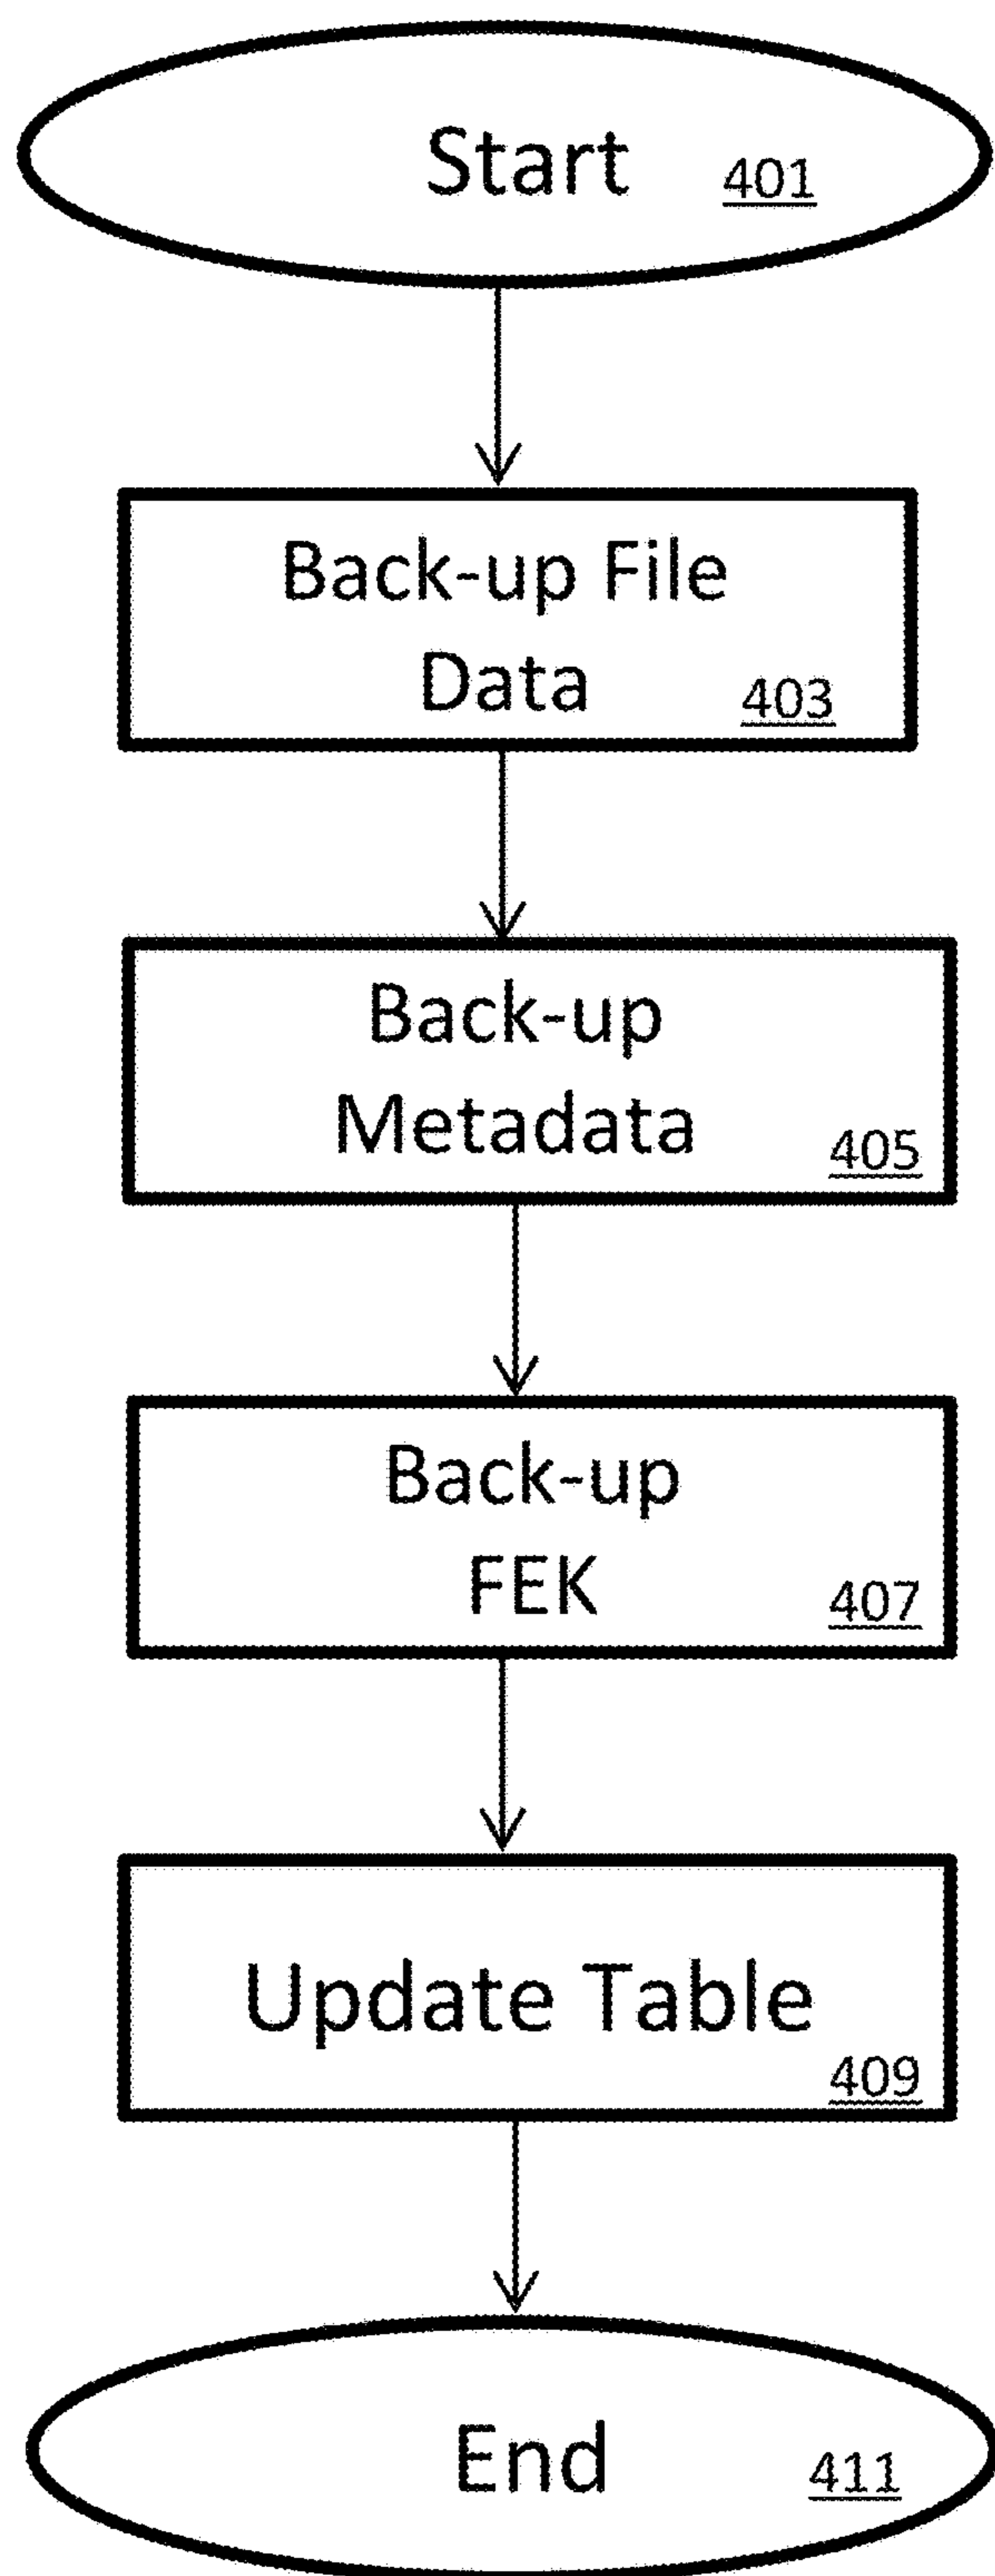 Start 401
Back-up File
Data 403
Back-up
Metadata 405
Back-up
FEK 407
Update Table
409
End 411